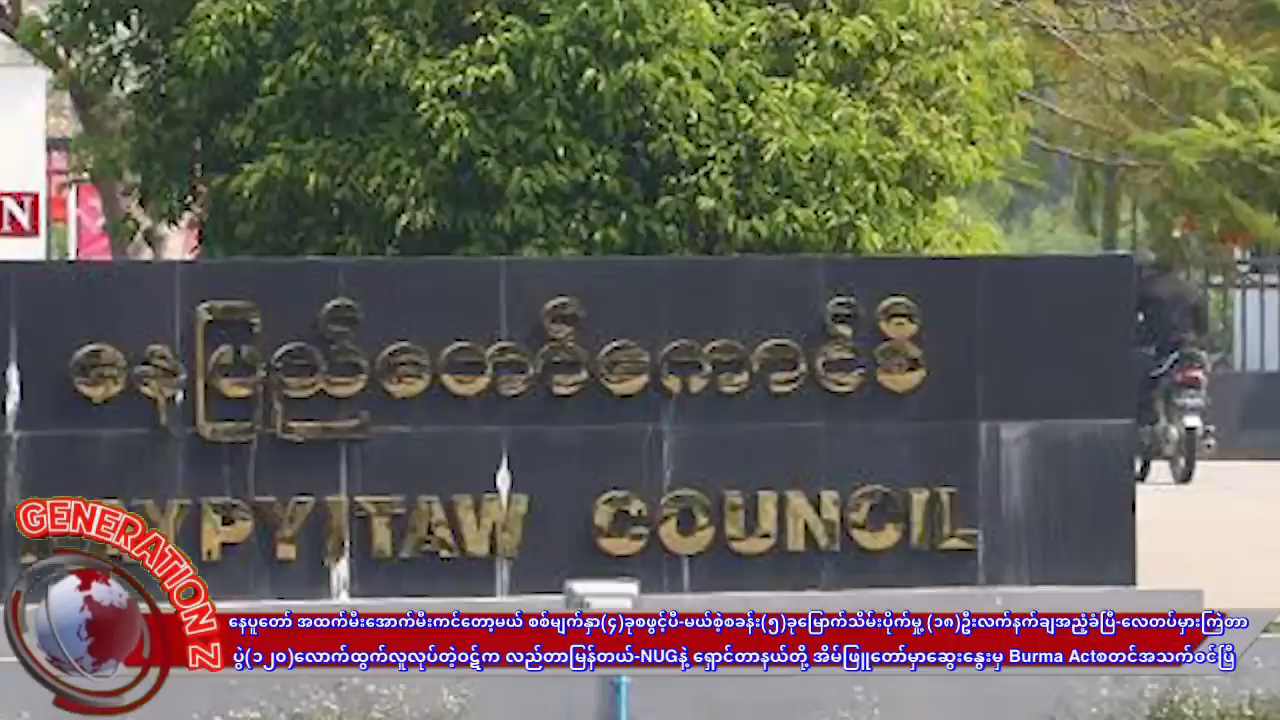 N
နေပြည်တော်ကောင်စီ
YPYITAW COUNCIL
GENERATION Z
နေပူတော် အထက်မီးအောက်မီးကင်တော့မယ် စစ်မျက်နှာ(၄)ခုစဖွင့်ပီ-မယ်စဲ့စခန်း(၅)ခုမြောက်သိမ်းပိုက်မှု့ (၁၈)ဦးလက်နက်ချအညံ့ခံပြီ-လေတပ်မှားကြဲတာ
ပွဲ(၁၂၀)လောက်ထွက်လူလုပ်တဲ့ဝဋ်က လည်တာမြန်တယ်-NUGနဲ့ ရှောင်တာနယ်တို့ အိမ်ဖြူတော်မှာဆွေးနွေးမှ Burma Actစတင်အသက်ဝင်ပြီ